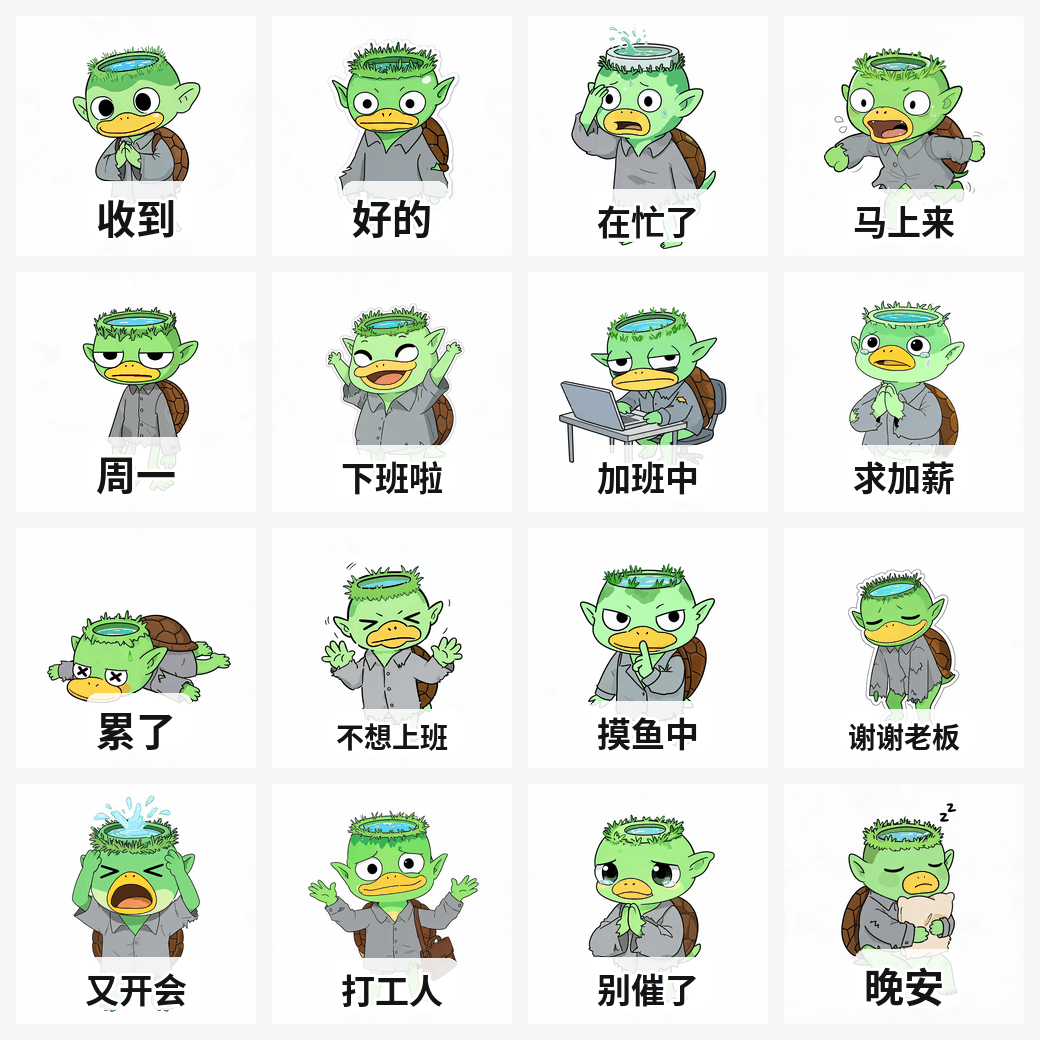 收到
好的
在忙了
马上来
周一
下班啦
加班中
求加薪
累了
不想上班
摸鱼中
谢谢老板
又开会
打工人
别催了
zz
晚安